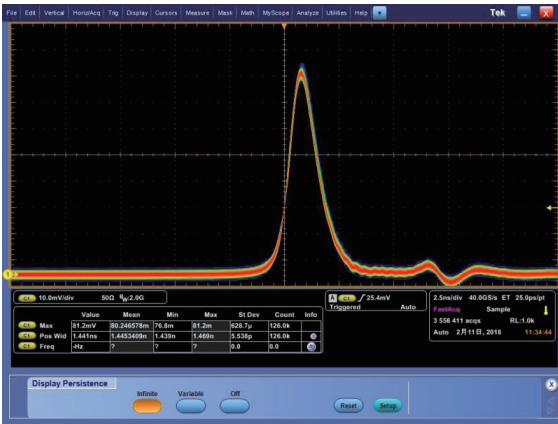 File Edit Vertical Horiz/Acq Trig Display Cursors Measure Mask Math MyScope Analyze Utilities Help Tek X
1
C1 10.0mV/div 50Ω BW:2.0G
A C1 25.4mV
Triggered Auto
2.5ns/div 40.0GS/s ET 25.0ps/pt
FastAcq Sample
3 556 411 acqs RL:1.0k
Auto 2月11日, 2018 11:34:44
Value Mean Min Max St Dev Count Info
C1 Max 81.2mV 80.246578m 76.8m 81.2m 628.7µ 126.0k
C1 Pos Wid 1.441ns 1.4453409n 1.439n 1.469n 5.538p 126.0k
C1 Freq -Hz ? ? ? 0.0 0.0
Display Persistence X
Infinite Variable Off
Reset Setup